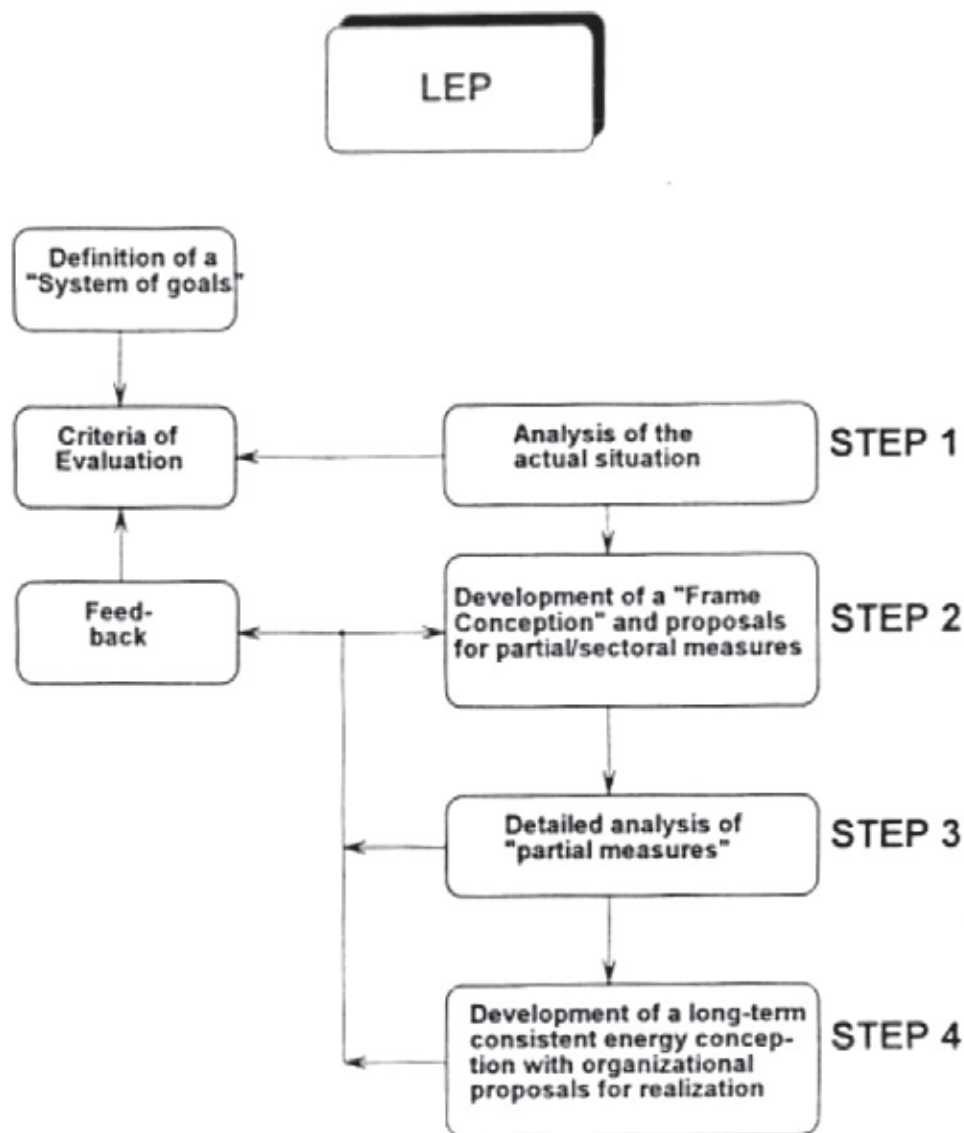 LEP
Definition of a
"System of goals"
Criteria of
Evaluation
Analysis of the
actual situation
STEP 1
Feed-
back
Development of a "Frame
Conception" and proposals
for partial/sectoral measures
STEP 2
Detailed analysis of
"partial measures"
STEP 3
Development of a long-term
consistent energy concep-
tion with organizational
proposals for realization
STEP 4